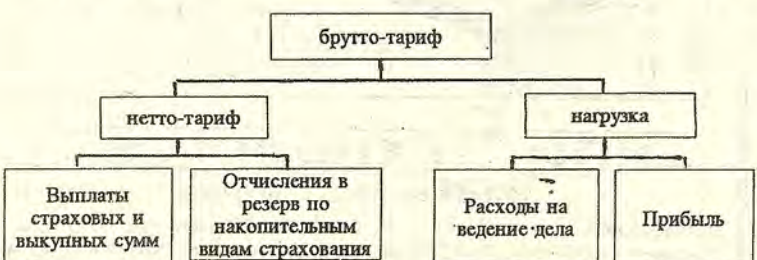 брутто-тариф
нетто-тариф
нагрузка
Выплаты
страховых и
выкупных сумм
Отчисления в
резерв по
накопительным
видам страхования
Расходы на
ведение дела
Прибыль